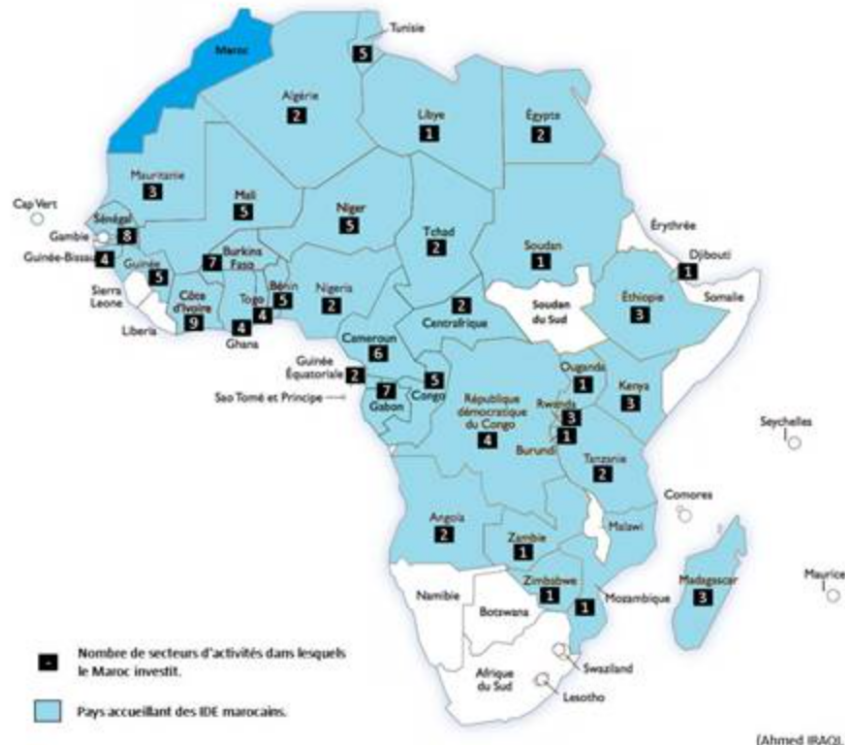 Tunisie
Maroc
5
Algérie
2
Libye
1
Égypte
2
Mauritanie
3
Mali
5
Niger
5
Tchad
2
Soudan
1
Érythrée
Djibouti
1
Cap Vert
Sénégal
8
Gambie
Guinée-Bissau
4
Guinée
5
Burkina
Faso
7
Bénin
5
Togo
4
Nigeria
2
Sierra
Leone
Liberia
Côte
d'Ivoire
9
4
Ghana
Centrafrique
2
Soudan
du Sud
Éthiopie
3
Somalie
Cameroun
6
Guinée
Équatoriale
2
Sao Tomé et Principe
7
Gabon
5
Congo
République
démocratique
du Congo
4
Ouganda
1
Kenya
3
Rwanda
3
1
Burundi
Tanzanie
2
Seychelles
Comores
Angola
2
Zambie
1
Malawi
Zimbabwe
1
1
Mozambique
Madagascar
3
Maurice
Namibie
Botswana
Swaziland
Afrique
du Sud
Lesotho
- Nombre de secteurs d'activités dans lesquels
le Maroc investit.
Pays accueillant des IDE marocains.
(Ahmed IRAQI,